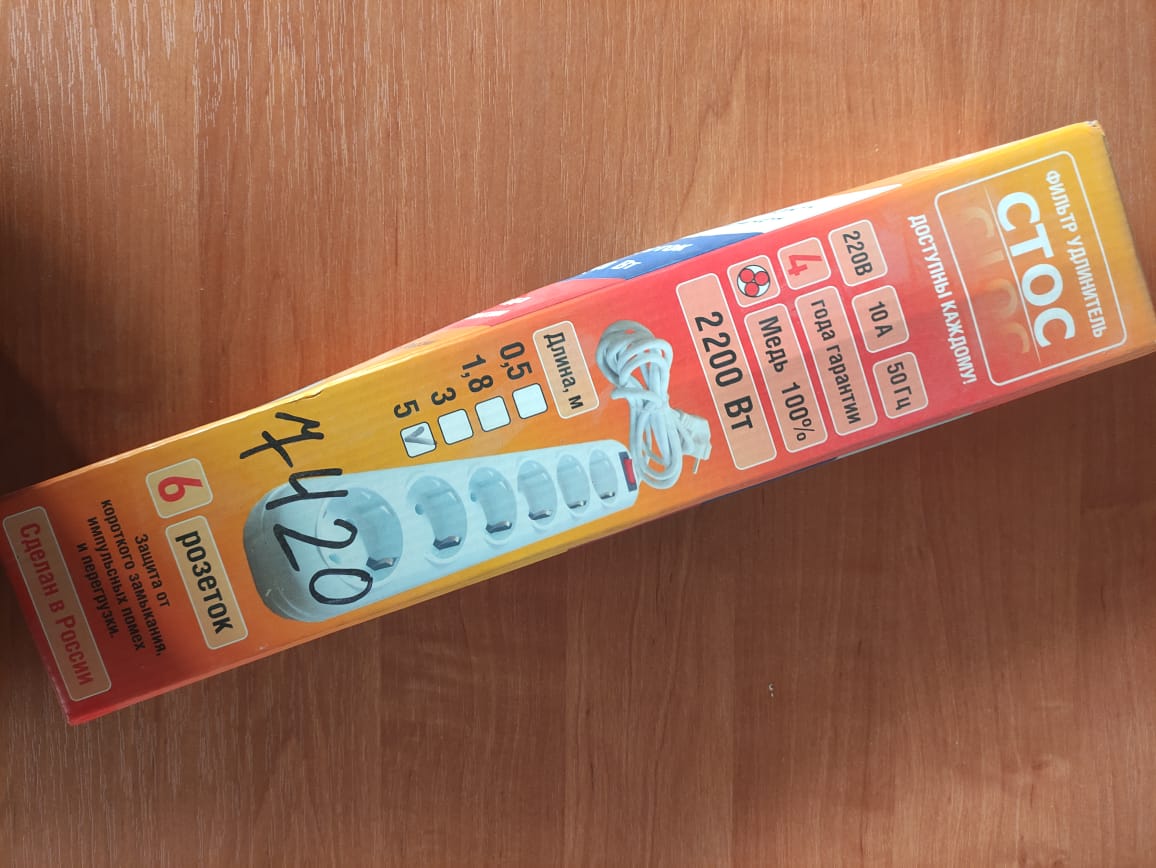 ФИЛЬТР УДЛИНИТЕЛЬ
СТОС
ДОСТУПНЫ КАЖДОМУ!
220В
10А
50Гц
4
года гарантии
Медь 100%
2200 Вт
Длина, м
0,5
1,8
3
5
7420
6
розеток
Защита от
короткого замыкания,
импульсных помех
и перегрузки.
Сделан в России